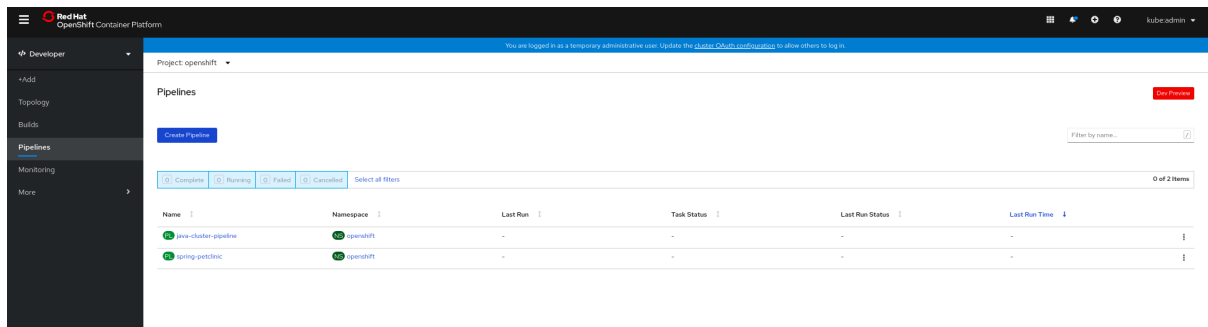 Red Hat
OpenShift Container Platform
kube:admin
Developer
You are logged in as a temporary administrative user. Update the cluster OAuth configuration to allow others to log in.
Project: openshift
+Add
Topology
Builds
Pipelines
Monitoring
More
Pipelines
Dev Preview
Create Pipeline
Filter by name...
/
0 Complete 0 Running 0 Failed 0 Cancelled Select all filters
0 of 2 Items
Name Namespace Last Run Task Status Last Run Status Last Run Time
PL java-cluster-pipeline NS openshift - - - -
PL spring-petclinic NS openshift - - - -